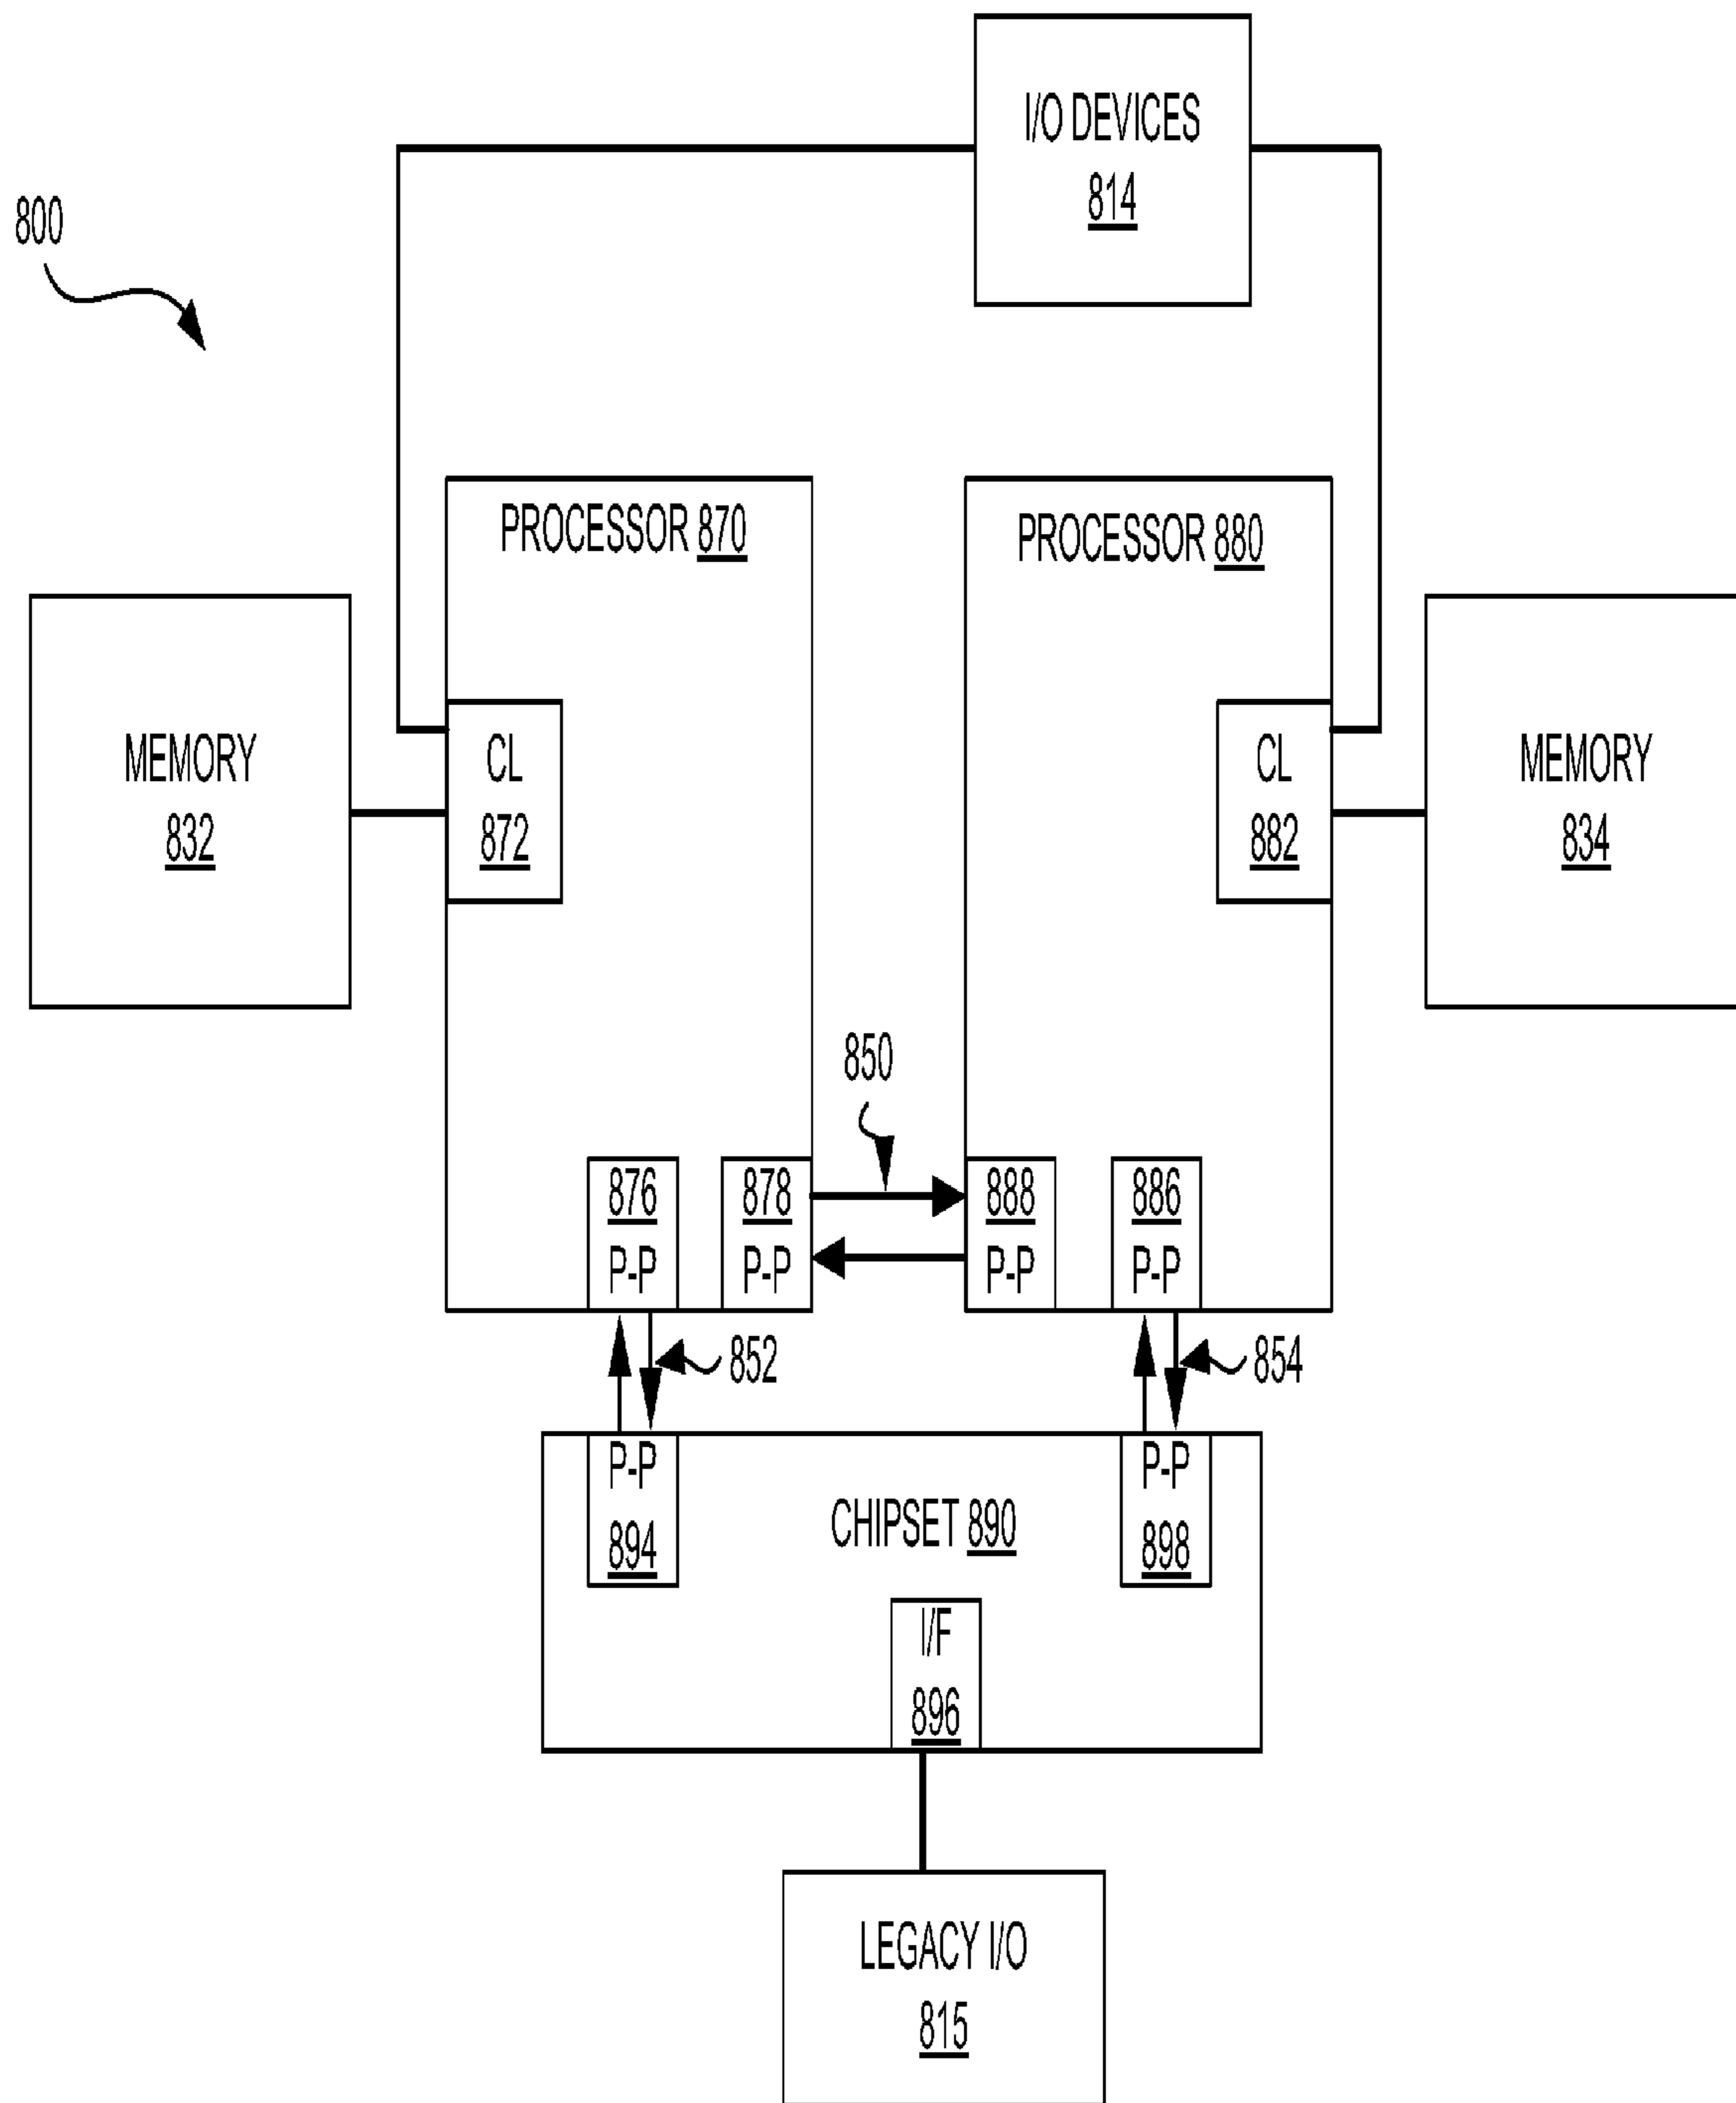 I/O DEVICES
814
800
PROCESSOR 870
PROCESSOR 880
MEMORY
832
CL
872
CL
882
MEMORY
834
850
876
P-P
878
P-P
888
P-P
886
P-P
852
854
P-P
894
CHIPSET 890
P-P
898
I/F
896
LEGACY I/O
815